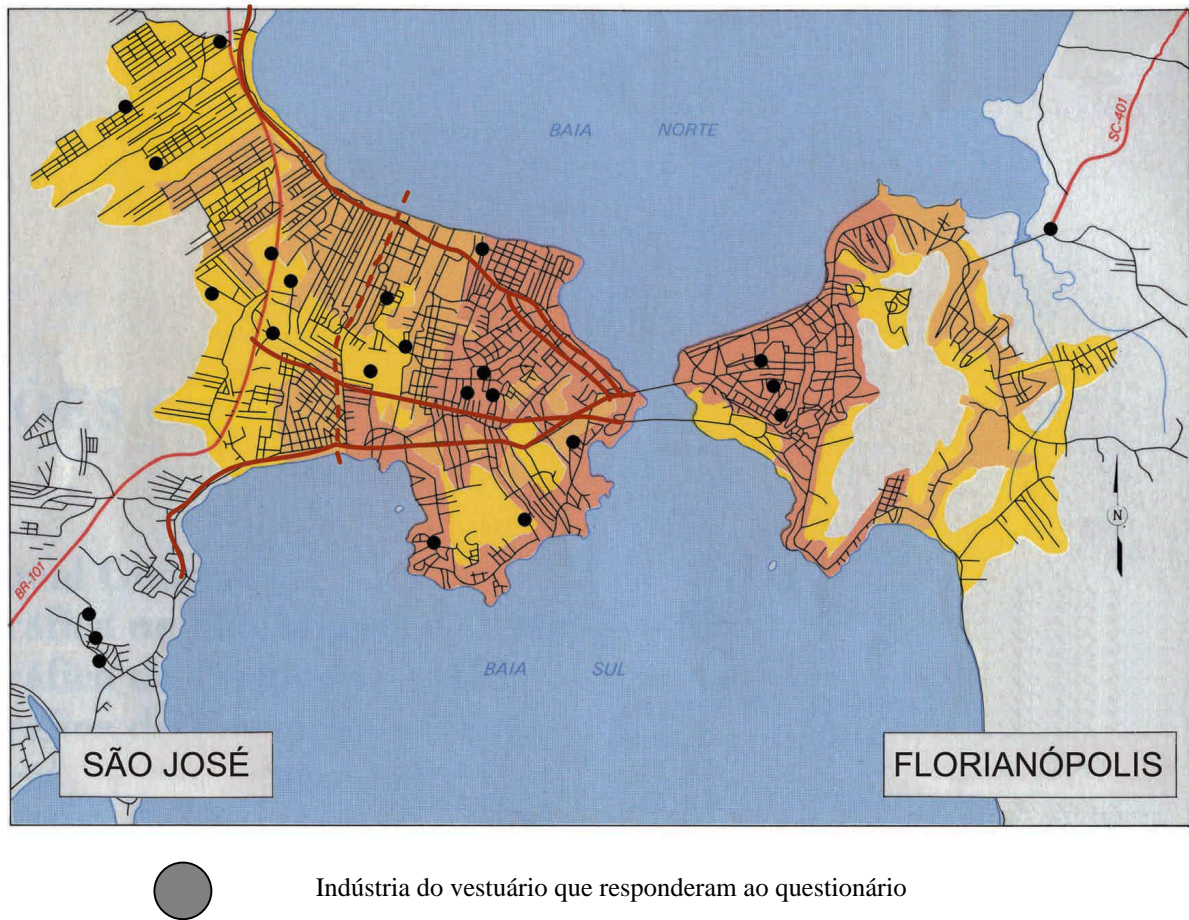 BAIA NORTE
SC-401
N
BR-101
BAIA SUL
SÃO JOSÉ
FLORIANÓPOLIS
Indústria do vestuário que responderam ao questionário